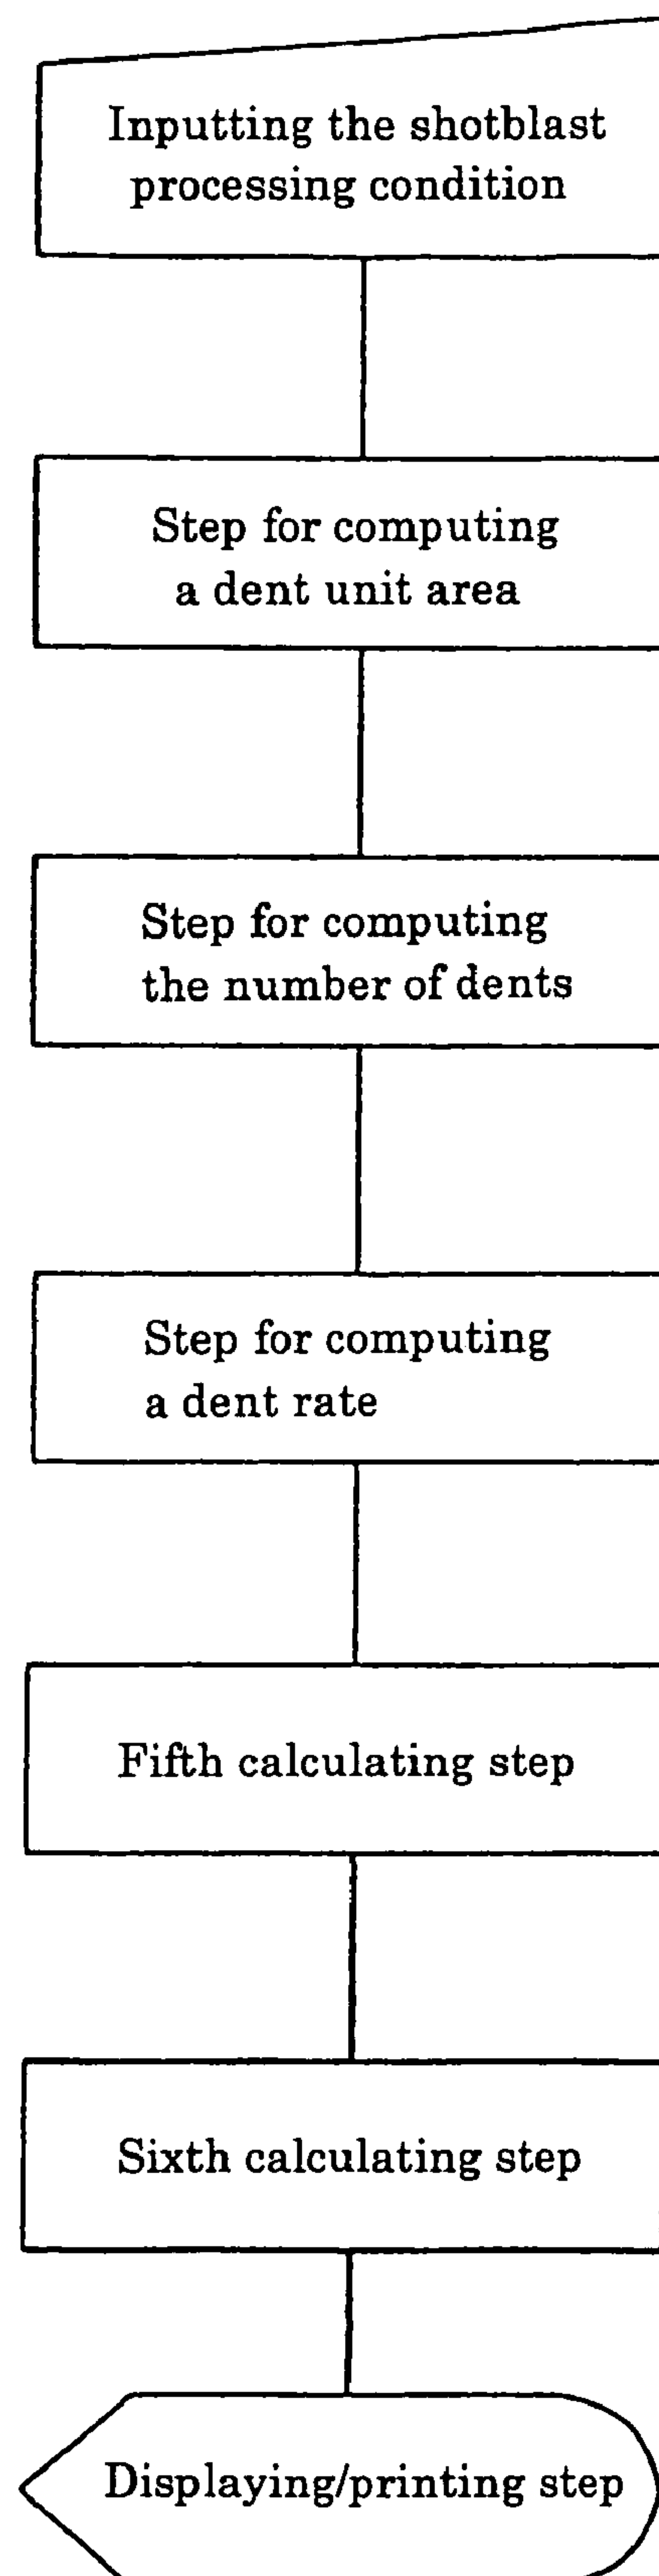 Inputting the shotblast
processing condition
Step for computing
a dent unit area
Step for computing
the number of dents
Step for computing
a dent rate
Fifth calculating step
Sixth calculating step
Displaying/printing step